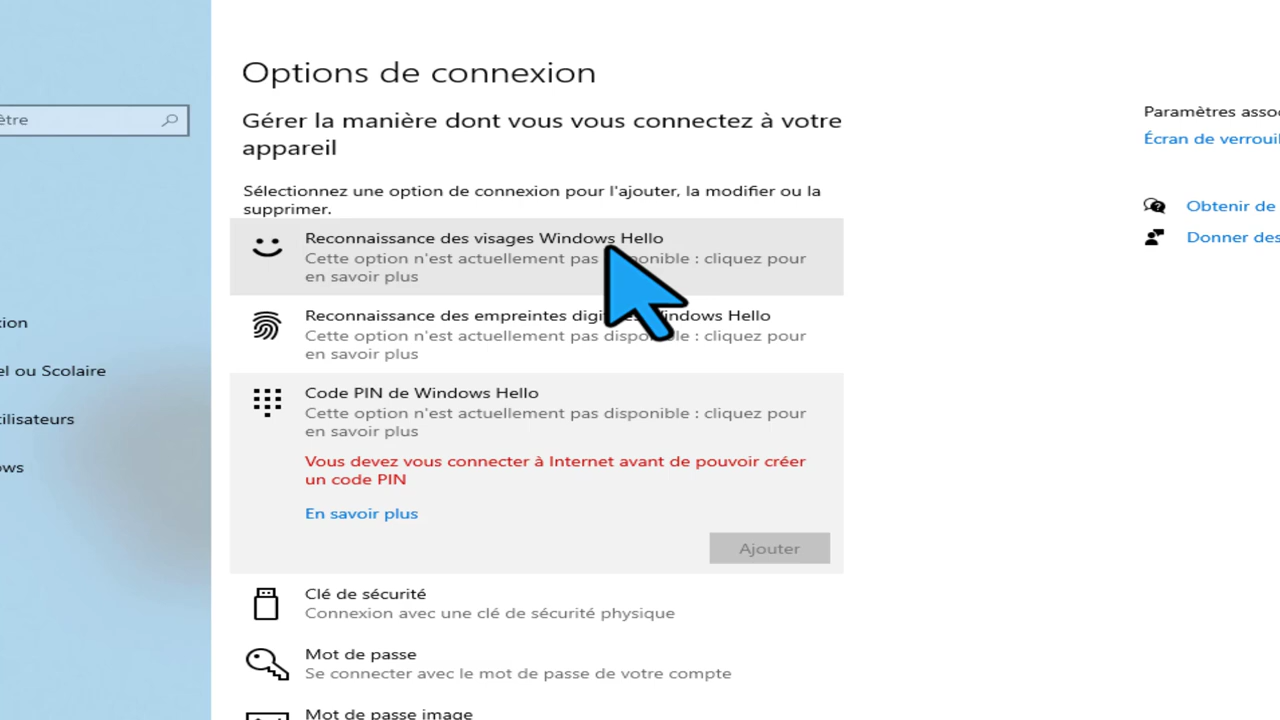 Options de connexion
Gérer la manière dont vous vous connectez à votre
appareil
Sélectionnez une option de connexion pour l'ajouter, la modifier ou la
supprimer.
Reconnaissance des visages Windows Hello
Cette option n'est actuellement pas disponible : cliquez pour
en savoir plus
Reconnaissance des empreintes Windows Hello
Cette option n'est actuellement pas disponible : cliquez pour
en savoir plus
Code PIN de Windows Hello
Cette option n'est actuellement pas disponible : cliquez pour
en savoir plus
Vous devez vous connecter à Internet avant de pouvoir créer
un code PIN
En savoir plus
Ajouter
Clé de sécurité
Connexion avec une clé de sécurité physique
Mot de passe
Se connecter avec le mot de passe de votre compte
Mot de passe image
ètre
ion
el ou Scolaire
tilisateurs
ows
Paramètres asso
Écran de verroui
Obtenir de
Donner des